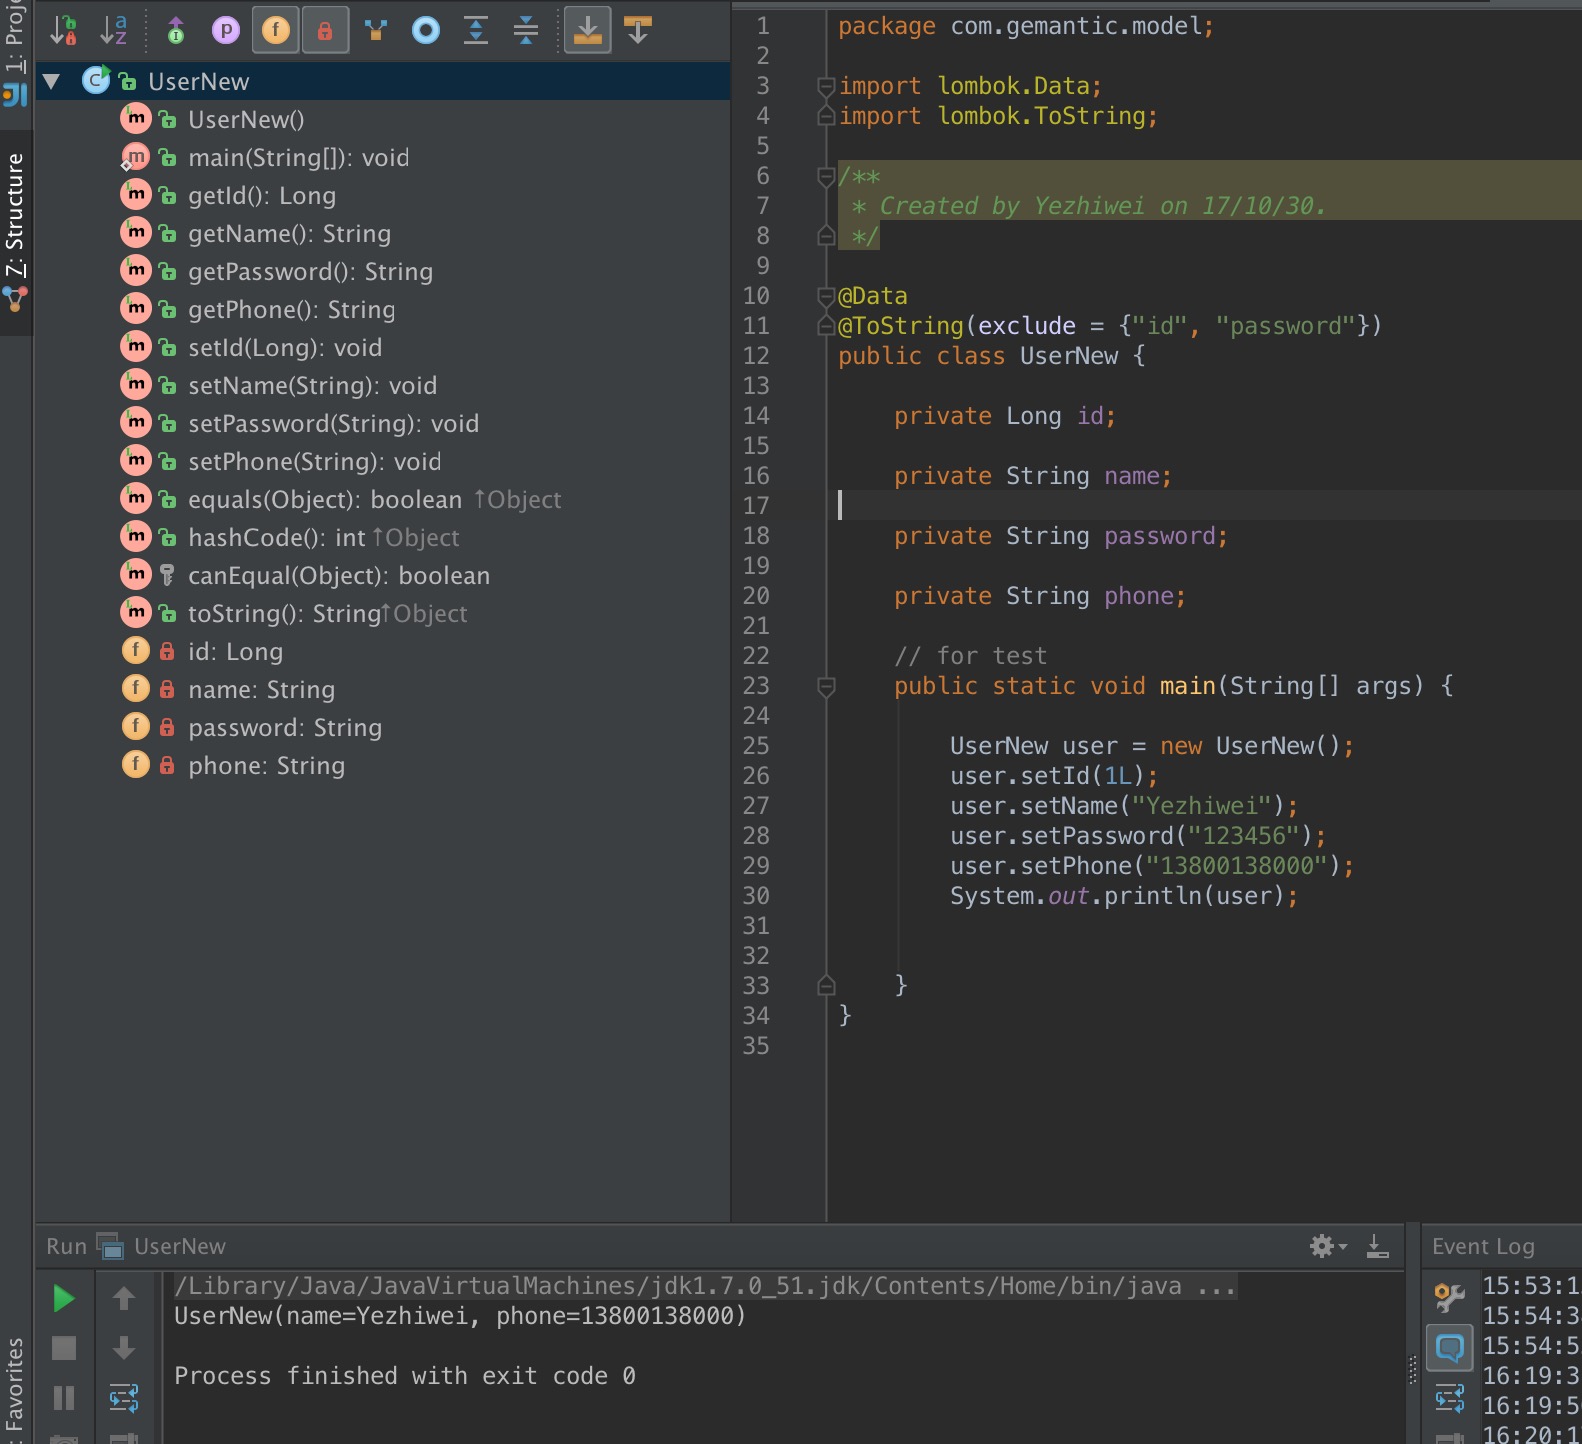 1: Proje
7: Structure
: Favorites
UserNew
UserNew()
main(String[]): void
getId(): Long
getName(): String
getPassword(): String
getPhone(): String
setId(Long): void
setName(String): void
setPassword(String): void
setPhone(String): void
equals(Object): boolean ↑Object
hashCode(): int ↑Object
canEqual(Object): boolean
toString(): String ↑Object
id: Long
name: String
password: String
phone: String
1 package com.gemantic.model;
2
3 import lombok.Data;
4 import lombok.ToString;
5
6 /**
7 * Created by Yezhiwei on 17/10/30.
8 */
9
10 @Data
11 @ToString(exclude = {"id", "password"})
12 public class UserNew {
13
14 private Long id;
15
16 private String name;
17
18 private String password;
19
20 private String phone;
21
22 // for test
23 public static void main(String[] args) {
24
25 UserNew user = new UserNew();
26 user.setId(1L);
27 user.setName("Yezhiwei");
28 user.setPassword("123456");
29 user.setPhone("13800138000");
30 System.out.println(user);
31
32
33 }
34 }
35
Run UserNew
/Library/Java/JavaVirtualMachines/jdk1.7.0_51.jdk/Contents/Home/bin/java ...
UserNew(name=Yezhiwei, phone=13800138000)
Process finished with exit code 0
Event Log
15:53:1
15:54:3
15:54:5
16:19:3
16:19:5
16:20:1